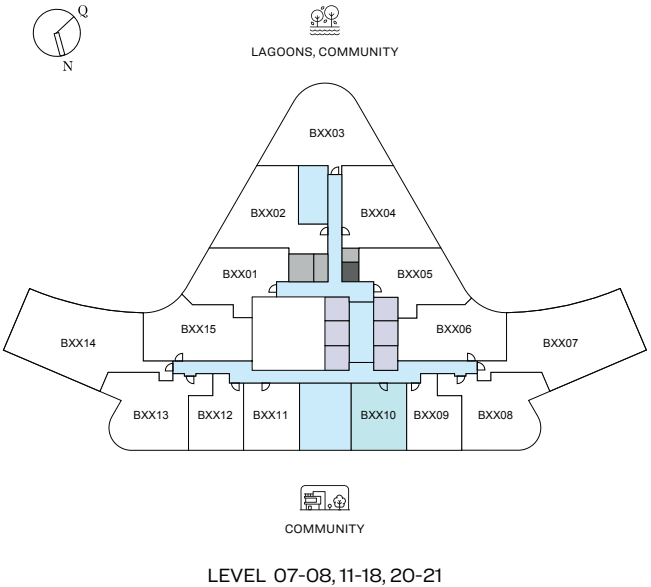 Q
N
LAGOONS, COMMUNITY
BXX03
BXX02
BXX04
BXX01
BXX05
BXX14
BXX15
BXX06
BXX07
BXX13
BXX12
BXX11
BXX10
BXX09
BXX08
COMMUNITY
LEVEL 07-08, 11-18, 20-21